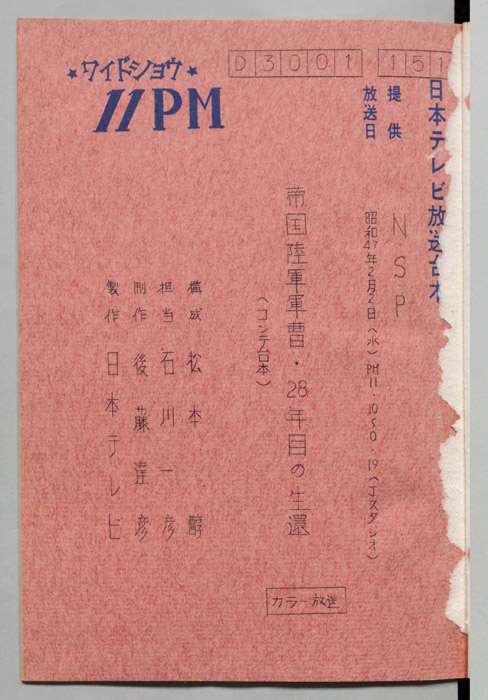 D3001 151
★ワイドショウ★
11PM
日本テレビ放送台本
提供 NSP
放送日 昭和47年2月2日(水)PM11・10〜0・19(Jスタジオ)
帝国陸軍軍曹・28年目の生還
(コンテ台本)
構成 松本 醇
担当 石川一彦
制作 後藤達彦
製作 日本テレビ
カラー放送